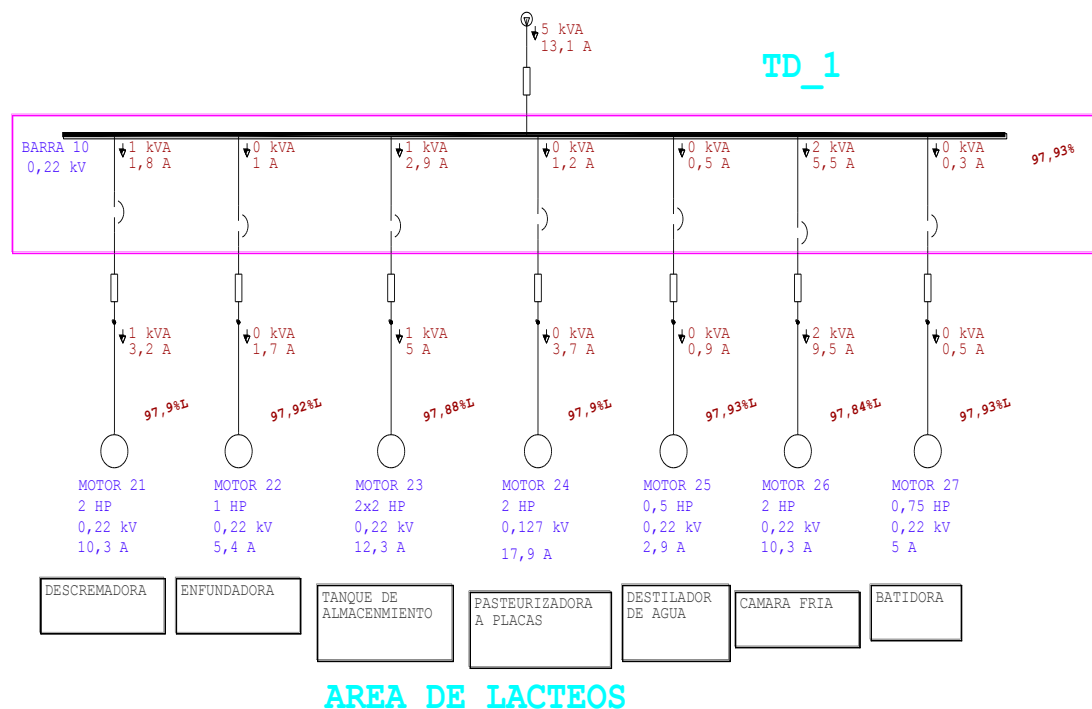 5 kVA
13,1 A
TD_1
BARRA 10
0,22 kV
1 kVA
1,8 A
0 kVA
1 A
1 kVA
2,9 A
0 kVA
1,2 A
0 kVA
0,5 A
2 kVA
5,5 A
0 kVA
0,3 A
97,93%
1 kVA
3,2 A
0 kVA
1,7 A
1 kVA
5 A
0 kVA
3,7 A
0 kVA
0,9 A
2 kVA
9,5 A
0 kVA
0,5 A
97,9%L
97,92%L
97,88%L
97,9%L
97,93%L
97,84%L
97,93%L
MOTOR 21
2 HP
0,22 kV
10,3 A
MOTOR 22
1 HP
0,22 kV
5,4 A
MOTOR 23
2x2 HP
0,22 kV
12,3 A
MOTOR 24
2 HP
0,127 kV
17,9 A
MOTOR 25
0,5 HP
0,22 kV
2,9 A
MOTOR 26
2 HP
0,22 kV
10,3 A
MOTOR 27
0,75 HP
0,22 kV
5 A
DESCREMADORA
ENFUNDADORA
TANQUE DE
ALMACENMIENTO
PASTEURIZADORA
A PLACAS
DESTILADOR
DE AGUA
CAMARA FRIA
BATIDORA
AREA DE LACTEOS